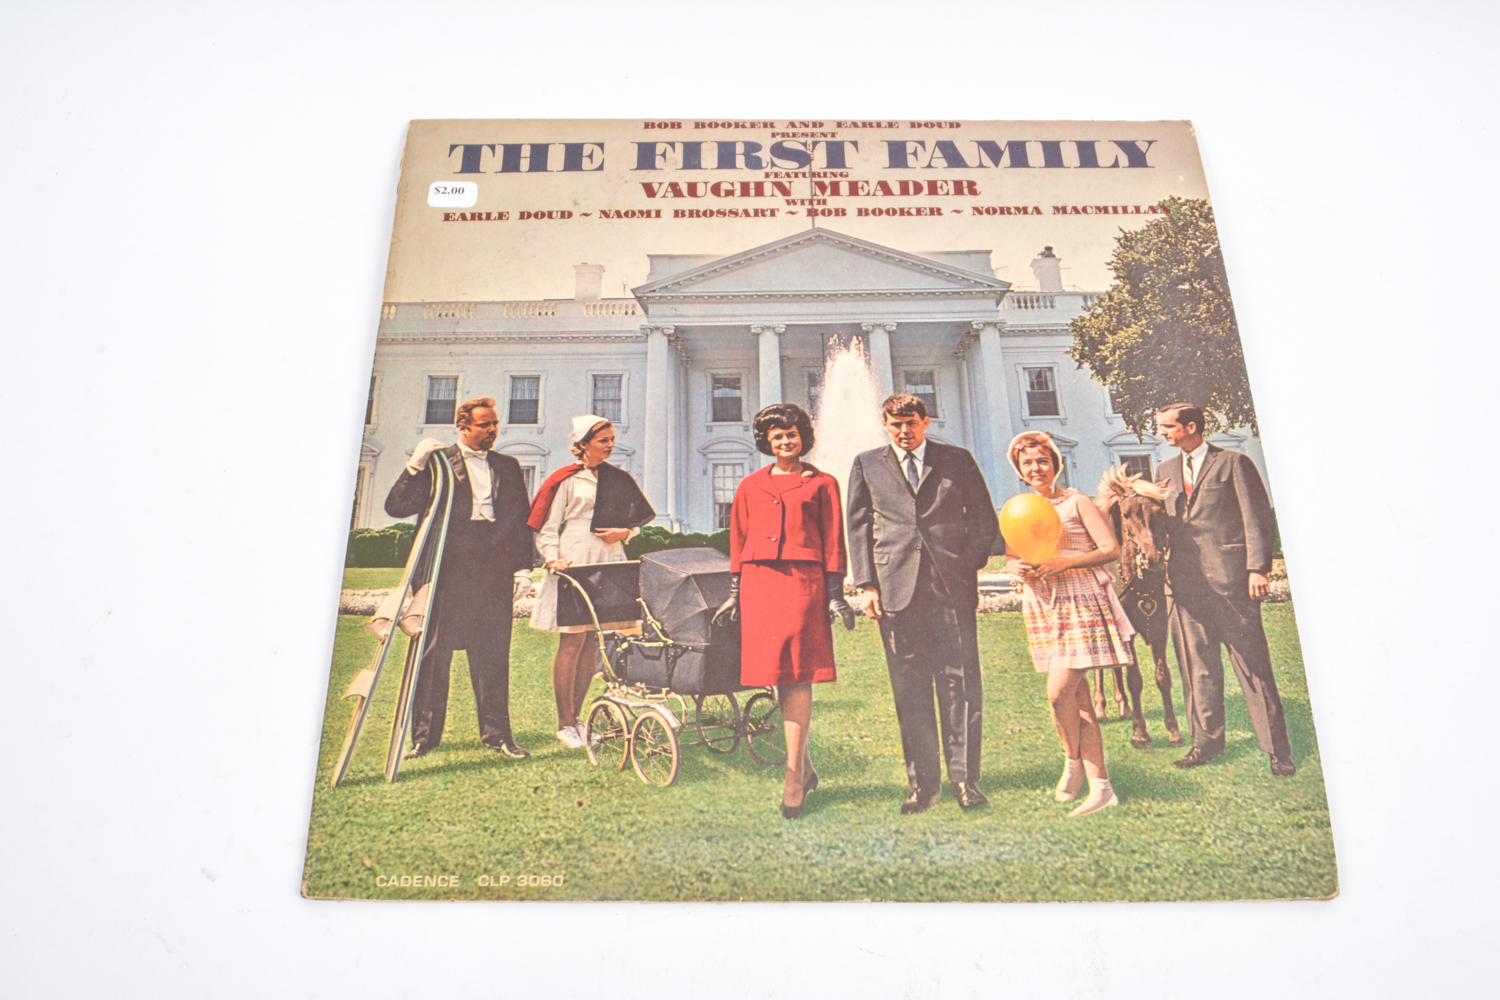 BOB BOOKER AND EARLE DOUD
PRESENT
THE FIRST FAMILY
FEATURING
$2.00
VAUGHN MEADER
WITH
EARLE DOUD ~ NAOMI BROSSART ~ BOB BOOKER ~ NORMA MACMILLAN
CADENCE CLP 3060